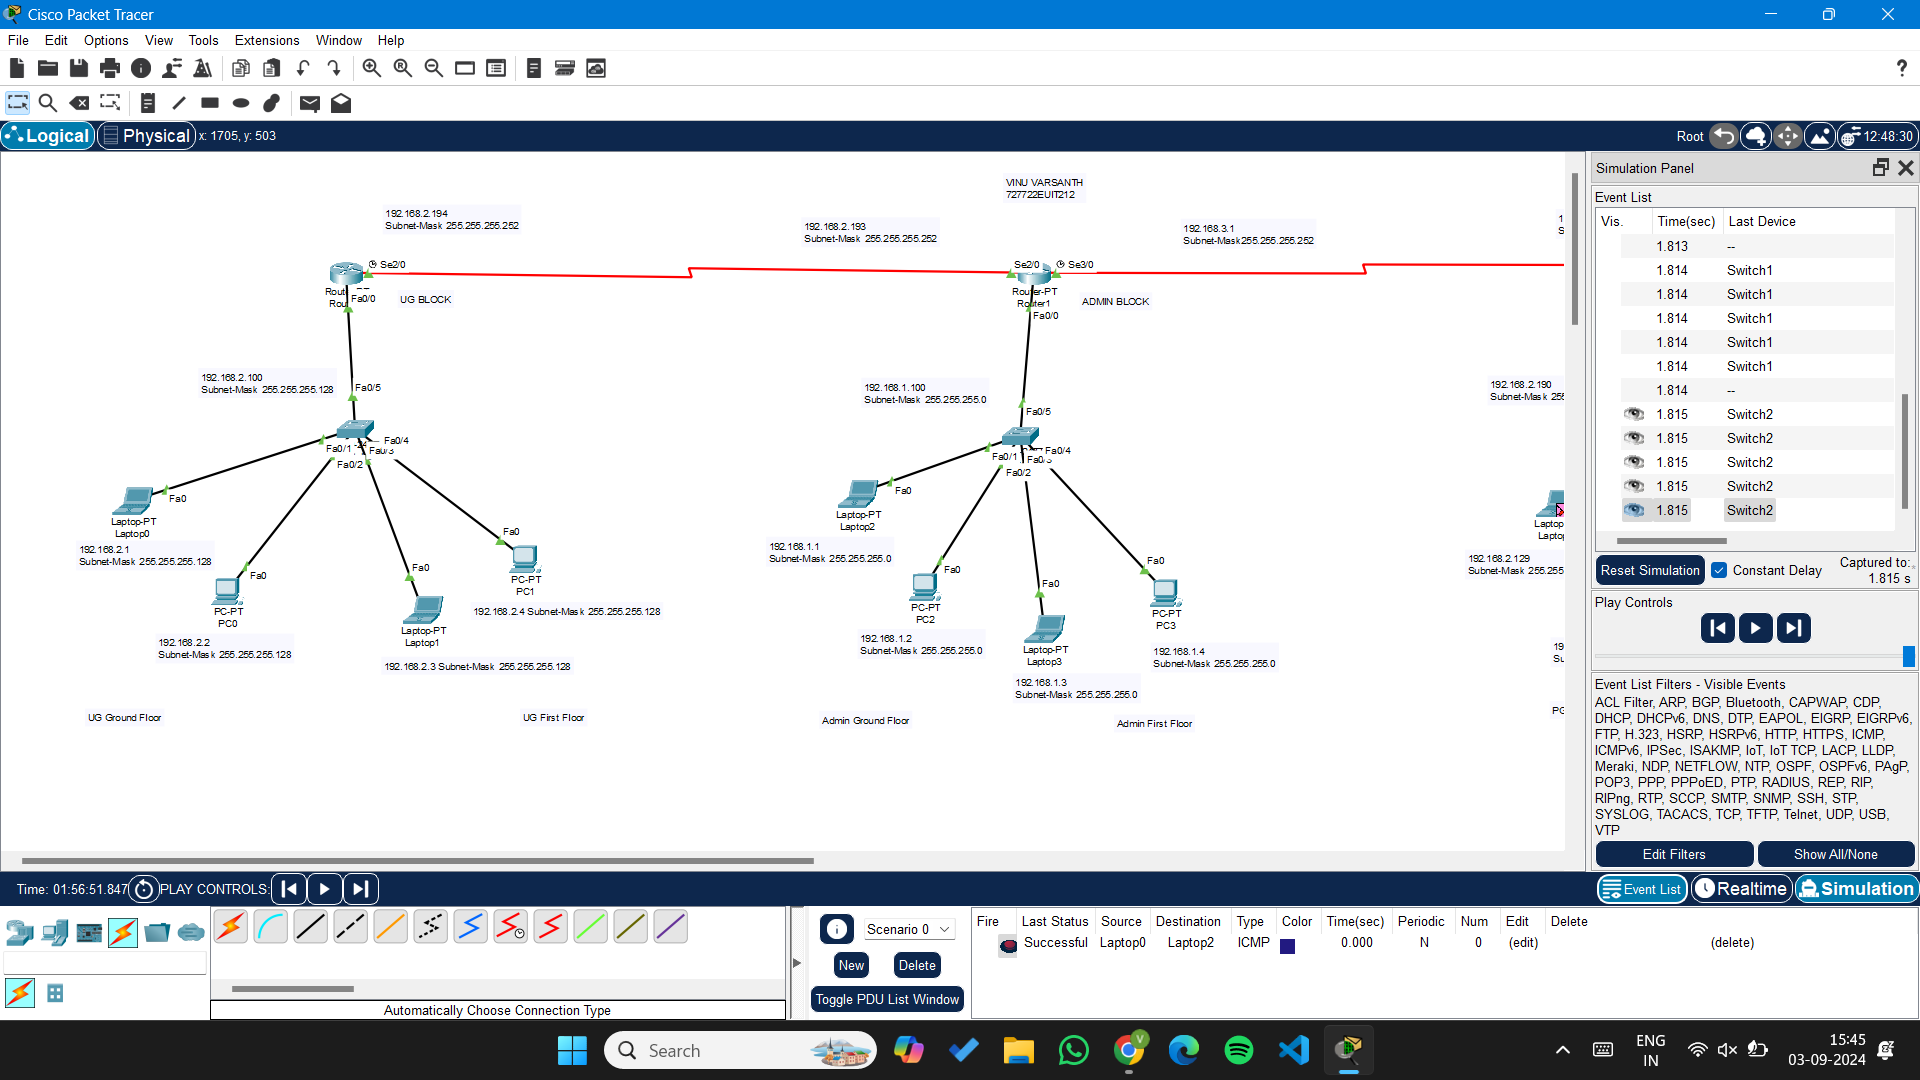 Cisco Packet Tracer
File Edit Options View Tools Extensions Window Help
?
Logical Physical x: 1705, y: 503
Root 12:48:30
VINU VARSANTH
727722EUIT212
192.168.2.194
Subnet-Mask 255.255.255.252
192.168.2.193
Subnet-Mask 255.255.255.252
192.168.3.1
Subnet-Mask255.255.255.252
Se2/0
Fa0/0
UG BLOCK
Se2/0
Se3/0
Router-PT
Router1
Fa0/0
ADMIN BLOCK
192.168.2.100
Subnet-Mask 255.255.255.128
Fa0/5
Fa0/4
Fa0/1
Fa0/3
Fa0/2
Fa0
Laptop-PT
Laptop0
192.168.2.1
Subnet-Mask 255.255.255.128
Fa0
PC-PT
PC0
192.168.2.2
Subnet-Mask 255.255.255.128
Fa0
Laptop-PT
Laptop1
192.168.2.3 Subnet-Mask 255.255.255.128
Fa0
PC-PT
PC1
192.168.2.4 Subnet-Mask 255.255.255.128
UG Ground Floor
UG First Floor
192.168.1.100
Subnet-Mask 255.255.255.0
Fa0/5
Fa0/4
Fa0/1
Fa0/2
Fa0
Laptop-PT
Laptop2
192.168.1.1
Subnet-Mask 255.255.255.0
Fa0
PC-PT
PC2
192.168.1.2
Subnet-Mask 255.255.255.0
Fa0
Laptop-PT
Laptop3
192.168.1.3
Subnet-Mask 255.255.255.0
Fa0
PC-PT
PC3
192.168.1.4
Subnet-Mask 255.255.255.0
Admin Ground Floor
Admin First Floor
192.168.2.190
Subnet-Mask 255
Laptop
192.168.2.129
Subnet-Mask 255.255
PG
Simulation Panel
Event List
Vis. Time(sec) Last Device
1.813 --
1.814 Switch1
1.814 Switch1
1.814 Switch1
1.814 Switch1
1.814 Switch1
1.814 --
1.815 Switch2
1.815 Switch2
1.815 Switch2
1.815 Switch2
1.815 Switch2
Reset Simulation Constant Delay Captured to:
1.815 s
Play Controls
Event List Filters - Visible Events
ACL Filter, ARP, BGP, Bluetooth, CAPWAP, CDP,
DHCP, DHCPv6, DNS, DTP, EAPOL, EIGRP, EIGRPv6,
FTP, H.323, HSRP, HSRPv6, HTTP, HTTPS, ICMP,
ICMPv6, IPSec, ISAKMP, IoT, IoT TCP, LACP, LLDP,
Meraki, NDP, NETFLOW, NTP, OSPF, OSPFv6, PAgP,
POP3, PPP, PPPoED, PTP, RADIUS, REP, RIP,
RIPng, RTP, SCCP, SMTP, SNMP, SSH, STP,
SYSLOG, TACACS, TCP, TFTP, Telnet, UDP, USB,
VTP
Edit Filters Show All/None
Time: 01:56:51.847 PLAY CONTROLS:
Event List Realtime Simulation
Automatically Choose Connection Type
Scenario 0
New Delete
Toggle PDU List Window
Fire Last Status Source Destination Type Color Time(sec) Periodic Num Edit Delete
Successful Laptop0 Laptop2 ICMP 0.000 N 0 (edit) (delete)
Search
V
ENG
IN
15:45
03-09-2024